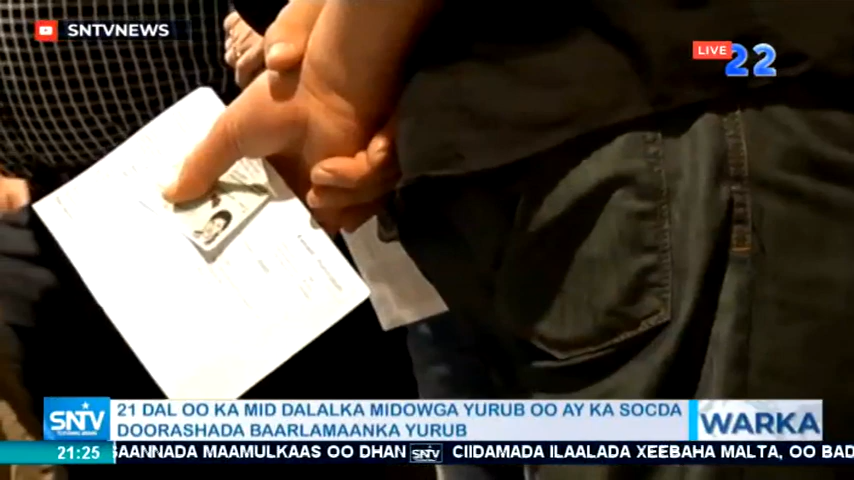 SNTVNEWS
LIVE
22
SNTV
21 DAL OO KA MID DALALKA MIDOWGA YURUB OO AY KA SOCDA
DOORASHADA BAARLAMAANKA YURUB
WARKA
21:25
MAAMULKAAS OO DHAN SNTV CIIDAMADA ILAALADA XEEBAHA MALTA, OO BAD